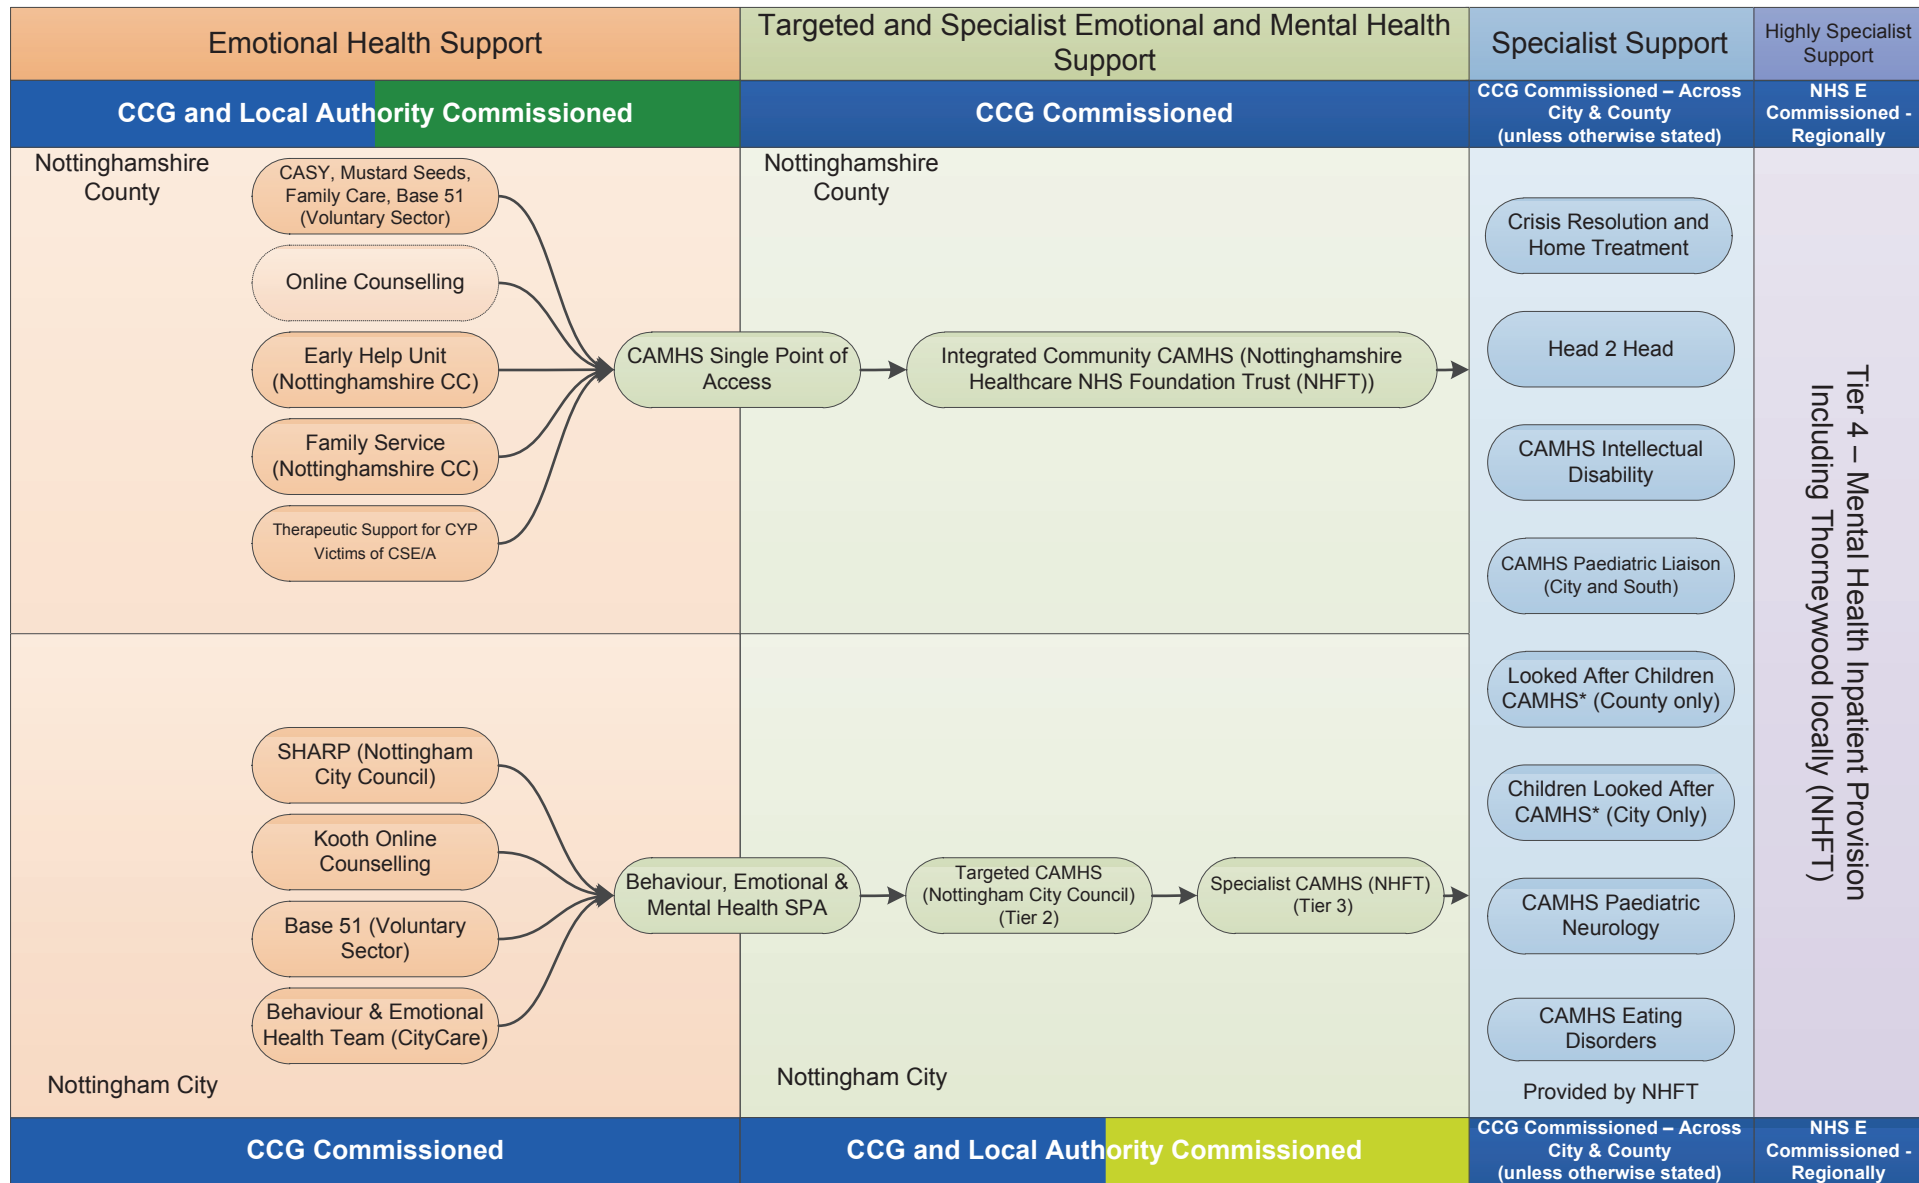 Emotional Health Support
Targeted and Specialist Emotional and Mental Health
Support
Specialist Support
Highly Specialist
Support
CCG and Local Authority Commissioned
CCG Commissioned
CCG Commissioned – Across
City & County
(unless otherwise stated)
NHS E
Commissioned -
Regionally
Nottinghamshire
County
CASY, Mustard Seeds,
Family Care, Base 51
(Voluntary Sector)
Online Counselling
Early Help Unit
(Nottinghamshire CC)
Family Service
(Nottinghamshire CC)
Therapeutic Support for CYP
Victims of CSE/A
CAMHS Single Point of
Access
Nottinghamshire
County
Integrated Community CAMHS (Nottinghamshire
Healthcare NHS Foundation Trust (NHFT))
SHARP (Nottingham
City Council)
Kooth Online
Counselling
Base 51 (Voluntary
Sector)
Behaviour & Emotional
Health Team (CityCare)
Nottingham City
Behaviour, Emotional &
Mental Health SPA
Targeted CAMHS
(Nottingham City Council)
(Tier 2)
Specialist CAMHS (NHFT)
(Tier 3)
Nottingham City
Crisis Resolution and
Home Treatment
Head 2 Head
CAMHS Intellectual
Disability
CAMHS Paediatric Liaison
(City and South)
Looked After Children
CAMHS* (County only)
Children Looked After
CAMHS* (City Only)
CAMHS Paediatric
Neurology
CAMHS Eating
Disorders
Provided by NHFT
Tier 4 – Mental Health Inpatient Provision
Including Thorneywood locally (NHFT)
CCG Commissioned
CCG and Local Authority Commissioned
CCG Commissioned – Across
City & County
(unless otherwise stated)
NHS E
Commissioned -
Regionally